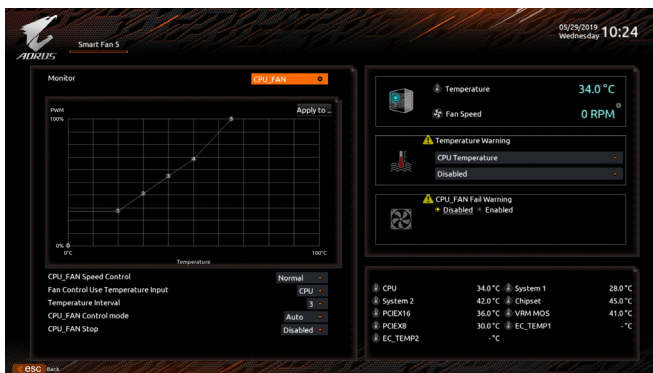 AORUS
Smart Fan 5
05/29/2019
Wednesday
10:24
Monitor
CPU_FAN
PWM
100%
Apply to ...
0%
0°C
100°C
Temperature
CPU_FAN Speed Control Normal
Fan Control Use Temperature Input CPU
Temperature Interval 3
CPU_FAN Control mode Auto
CPU_FAN Stop Disabled
Temperature 34.0 °C
Fan Speed 0 RPM
Temperature Warning
CPU Temperature
Disabled
CPU_FAN Fail Warning
Disabled Enabled
CPU 34.0°C System 1 28.0°C
System 2 42.0°C Chipset 45.0°C
PCIEX16 36.0°C VRM MOS 41.0°C
PCIEX8 30.0°C EC_TEMP1 -°C
EC_TEMP2 -°C
esc Back